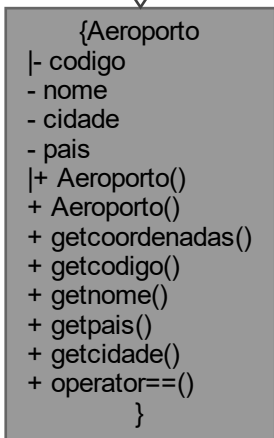 {Aeroporto
|- codigo
- nome
- cidade
- pais
|+ Aeroporto()
+ Aeroporto()
+ getcoordenadas()
+ getcodigo()
+ getnome()
+ getpais()
+ getcidade()
+ operator==()
}